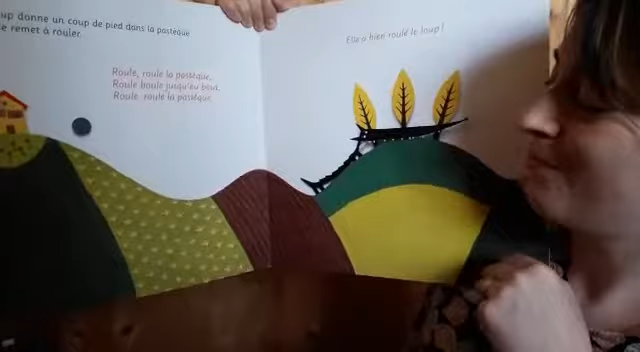 up donne un coup de pied dans la pastèque
e remet à rouler.
Roule, roule la pastèque,
Roule boule jusqu'au bout,
Roule roule la pastèque.
Elle a bien roulé le loup !